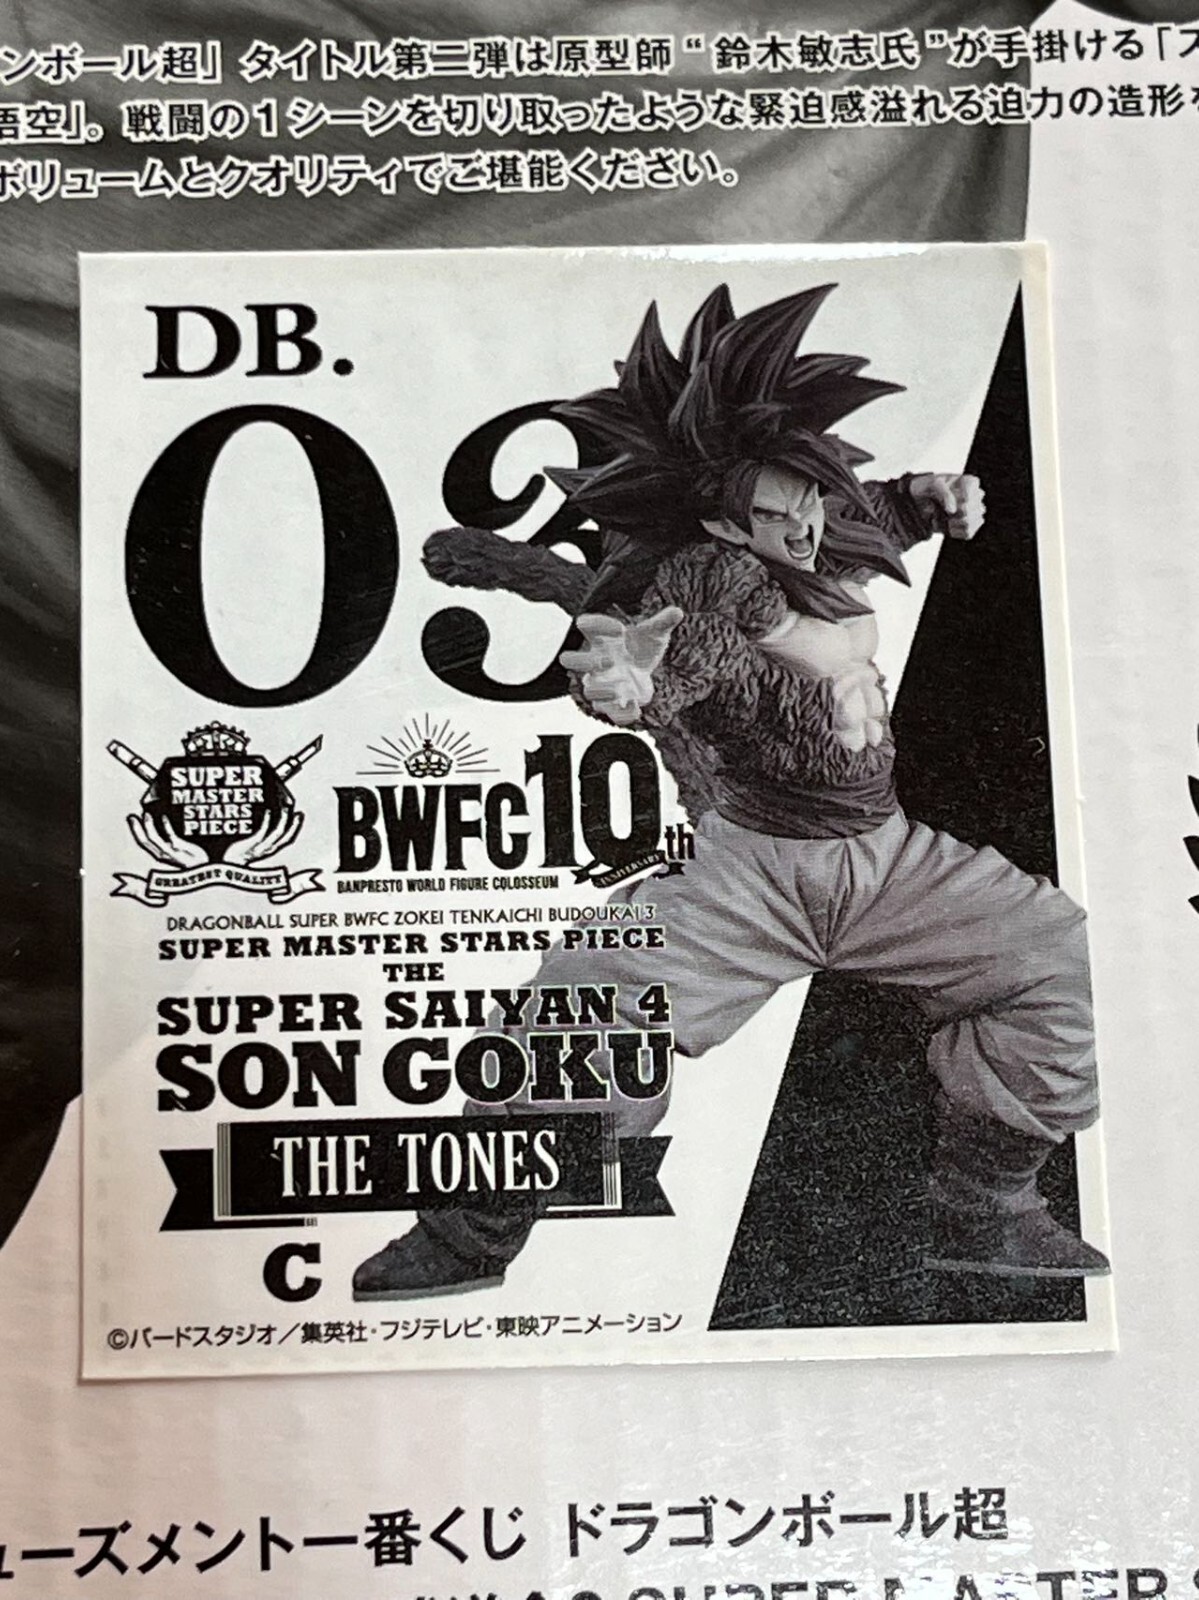 ンボール超」タイトル第二弾は原型師“鈴木敏志氏”が手掛ける「ス
悟空」。戦闘の1シーンを切り取ったような緊迫感溢れる迫力の造形を
ボリュームとクオリティでご堪能ください。
DB.
03
SUPER
MASTER
STARS
PIECE
GREATEST QUALITY
BWFC10th
ANNIVERSARY
BANPRESTO WORLD FIGURE COLOSSEUM
DRAGONBALL SUPER BWFC ZOKEI TENKAICHI BUDOUKAI 3
SUPER MASTER STARS PIECE
THE
SUPER SAIYAN 4
SON GOKU
THE TONES
C
©バードスタジオ／集英社・フジテレビ・東映アニメーション
ューズメント一番くじ ドラゴンボール超
SUPER MASTER S